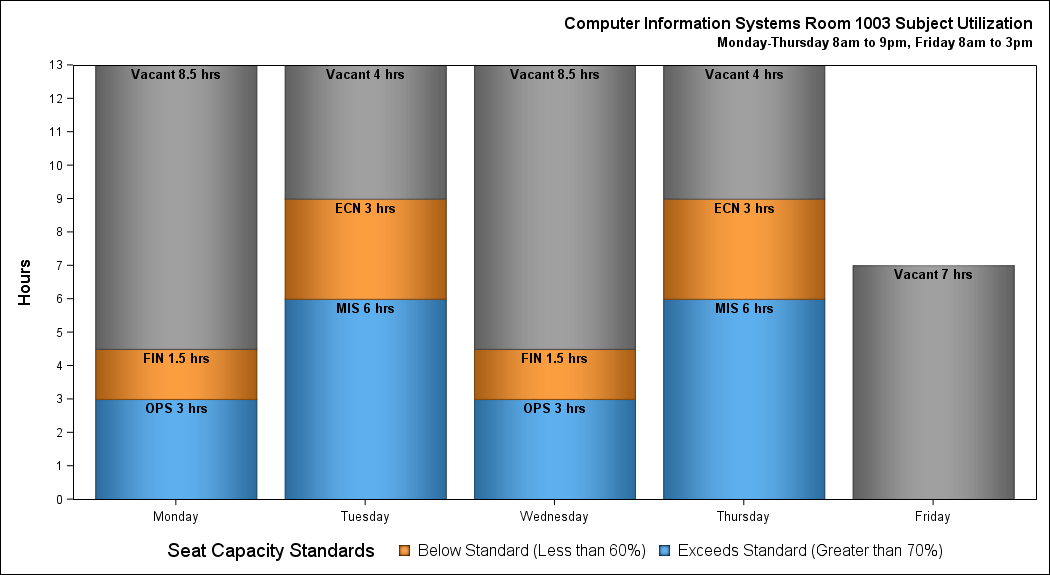 Computer Information Systems Room 1003 Subject Utilization
Monday-Thursday 8am to 9pm, Friday 8am to 3pm
Hours
13
12
11
10
9
8
7
6
5
4
3
2
1
0
Vacant 8.5 hrs
FIN 1.5 hrs
OPS 3 hrs
Vacant 4 hrs
ECN 3 hrs
MIS 6 hrs
Vacant 8.5 hrs
FIN 1.5 hrs
OPS 3 hrs
Vacant 4 hrs
ECN 3 hrs
MIS 6 hrs
Vacant 7 hrs
Monday Tuesday Wednesday Thursday Friday
Seat Capacity Standards Below Standard (Less than 60%) Exceeds Standard (Greater than 70%)